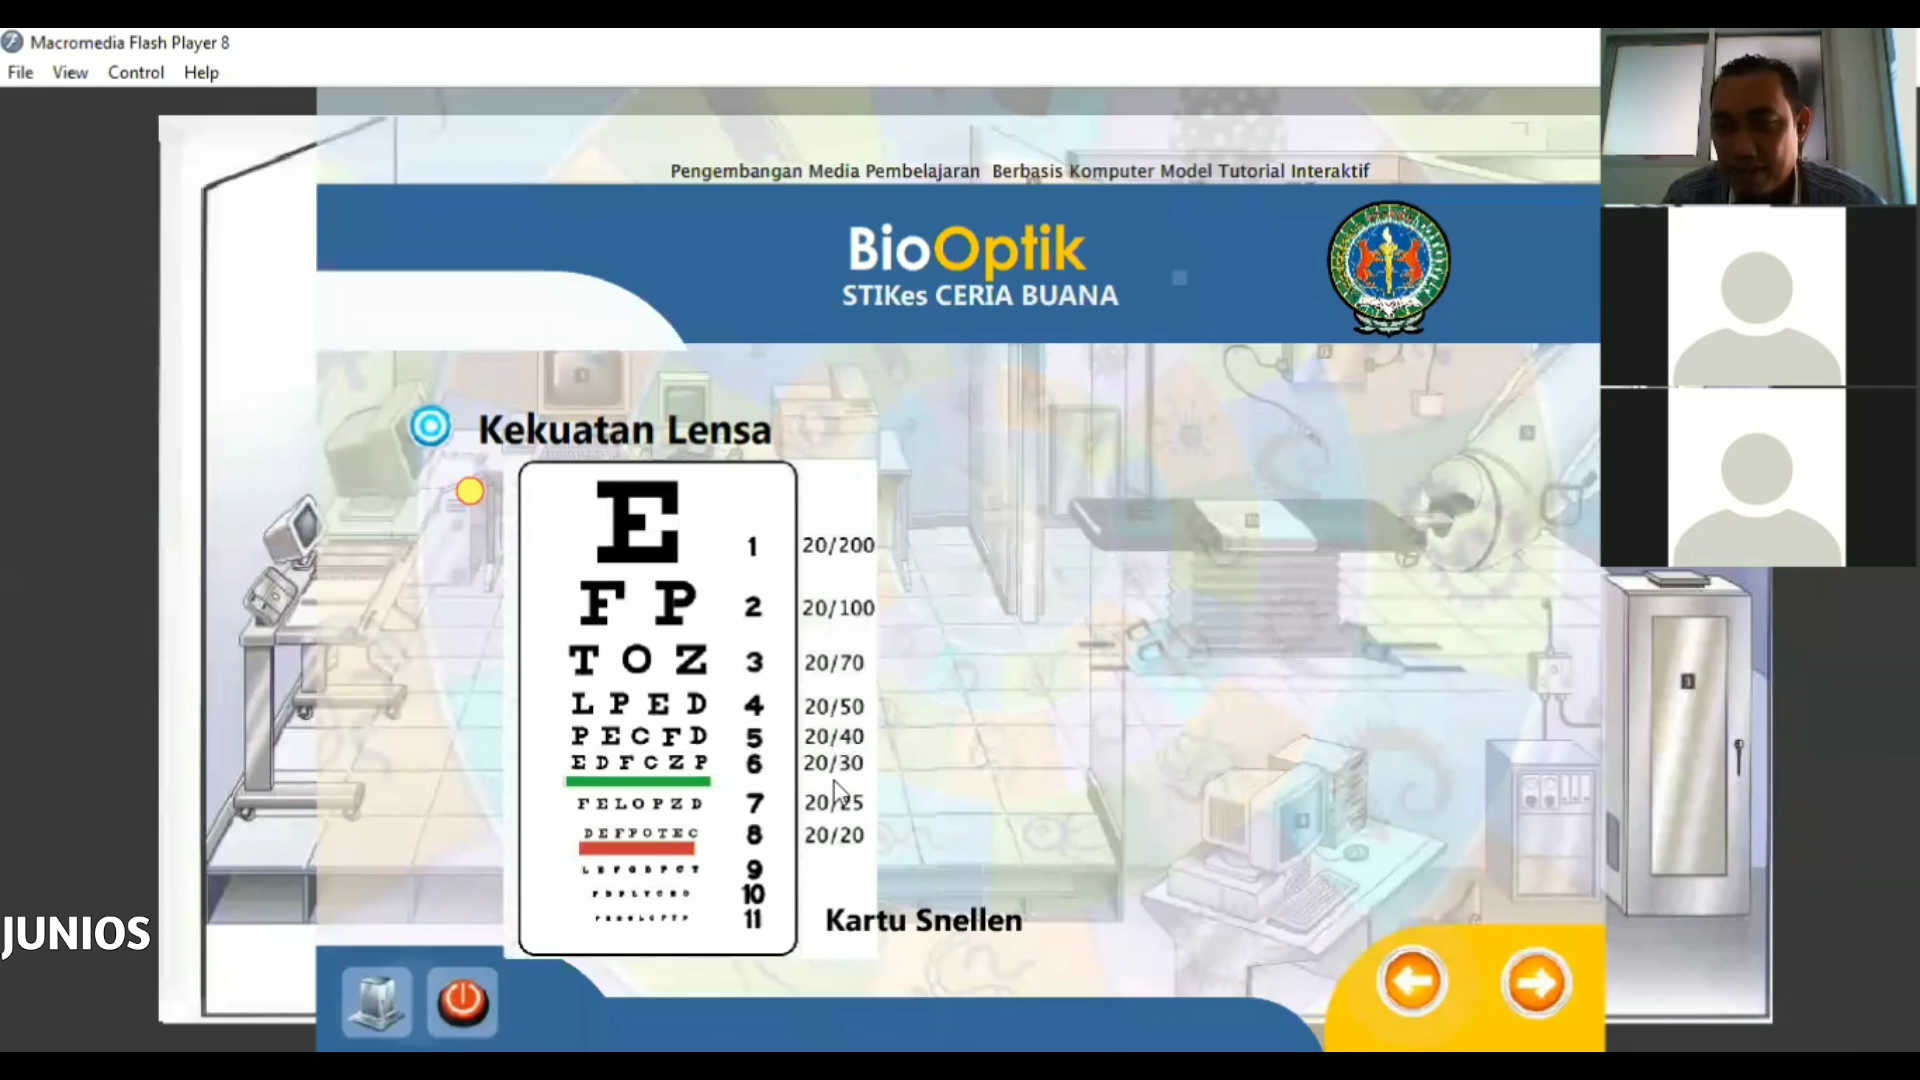 Macromedia Flash Player 8
File View Control Help
Pengembangan Media Pembelajaran Berbasis Komputer Model Tutorial Interaktif
BioOptik
STIKes CERIA BUANA
Kekuatan Lensa
E 1 20/200
F P 2 20/100
T O Z 3 20/70
L P E D 4 20/50
P E C F D 5 20/40
E D F C Z P 6 20/30
F E L O P Z D 7 20/25
D E F P O T E C 8 20/20
9
10
11
Kartu Snellen
JUNIOS